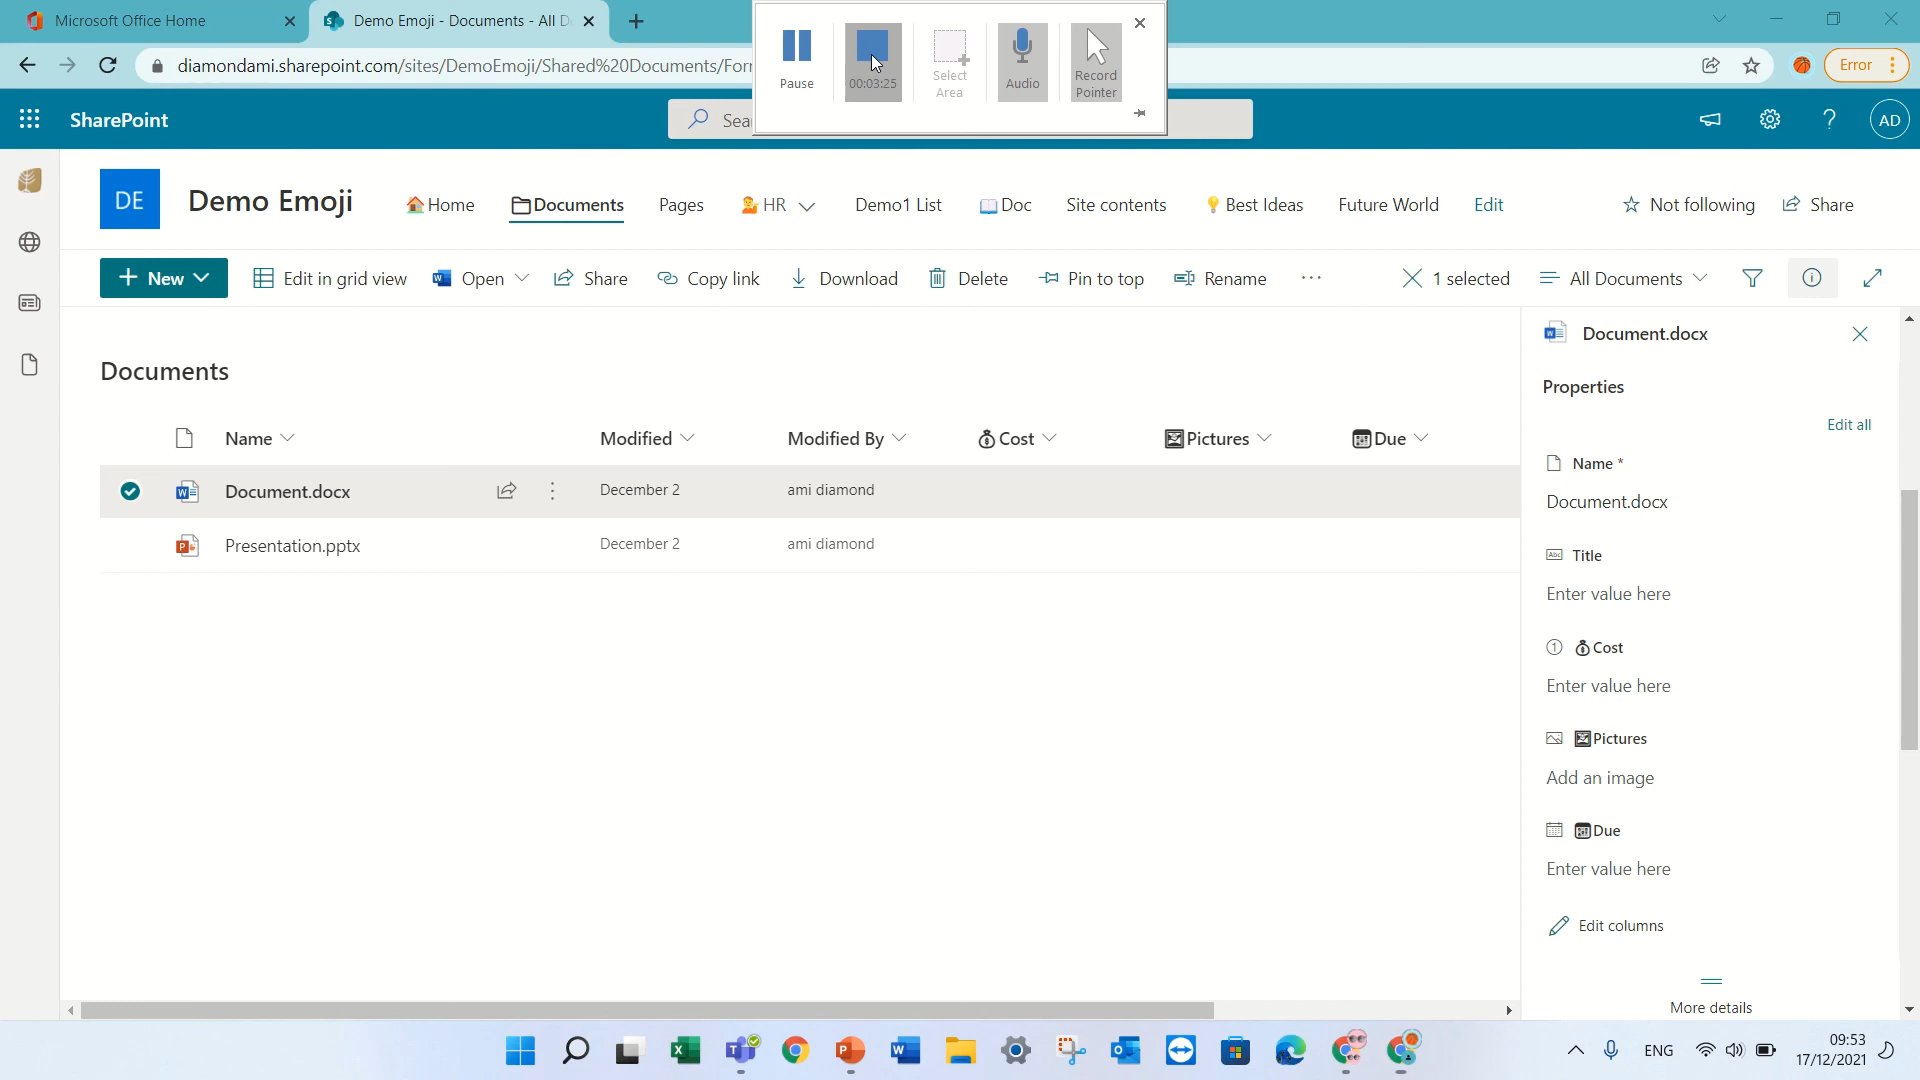 Microsoft Office Home
Demo Emoji - Documents - All D
diamondami.sharepoint.com/sites/DemoEmoji/Shared%20Documents/For
Error
Pause
00:03:25
Select
Area
Audio
Record
Pointer
SharePoint
Sea
AD
DE
Demo Emoji
Home
Documents
Pages
HR
Demo1 List
Doc
Site contents
Best Ideas
Future World
Edit
Not following
Share
New
Edit in grid view
Open
Share
Copy link
Download
Delete
Pin to top
Rename
1 selected
All Documents
Documents
Name
Modified
Modified By
Cost
Pictures
Due
Document.docx
December 2
ami diamond
Presentation.pptx
December 2
ami diamond
Document.docx
Properties
Edit all
Name *
Document.docx
Abc Title
Enter value here
Cost
Enter value here
Pictures
Add an image
Due
Enter value here
Edit columns
More details
ENG
09:53
17/12/2021